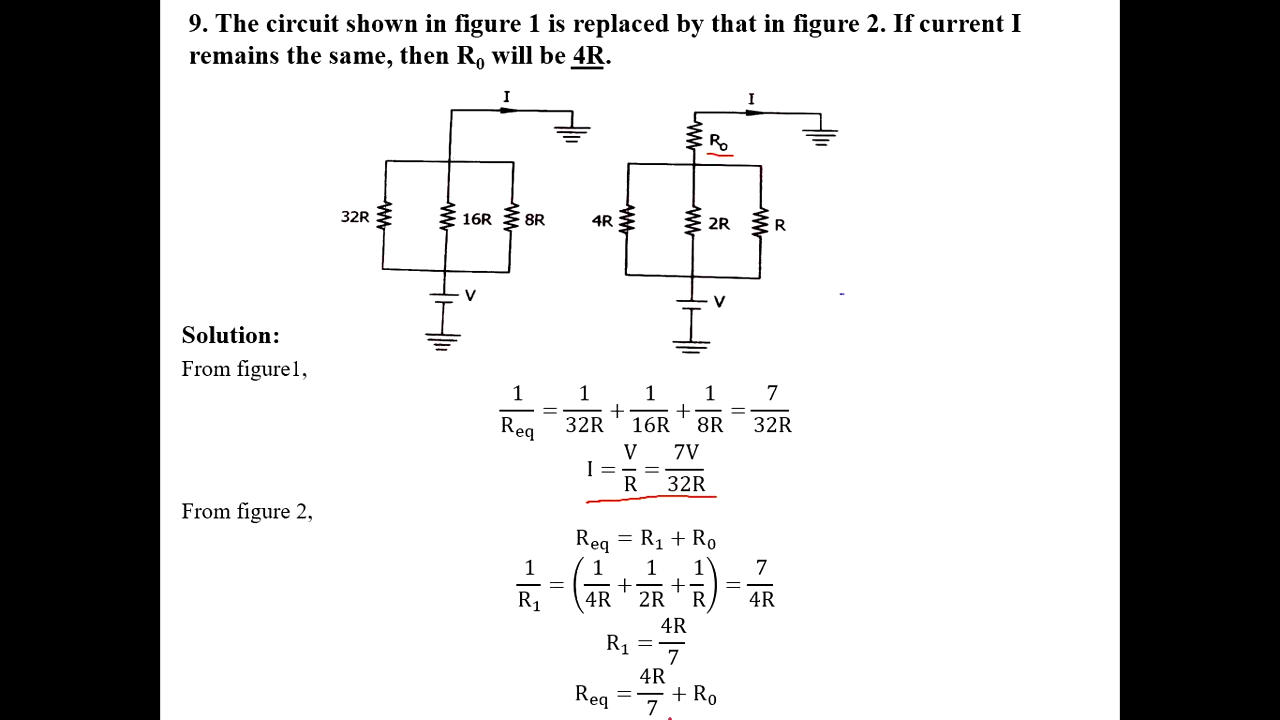 9. The circuit shown in figure 1 is replaced by that in figure 2. If current I
remains the same, then R₀ will be 4R.
I
I
R₀
32R
16R
8R
4R
2R
R
V
V
Solution:
From figure1,
1/R_eq = 1/32R + 1/16R + 1/8R = 7/32R
I = V/R = 7V/32R
From figure 2,
R_eq = R₁ + R₀
1/R₁ = (1/4R + 1/2R + 1/R) = 7/4R
R₁ = 4R/7
R_eq = 4R/7 + R₀